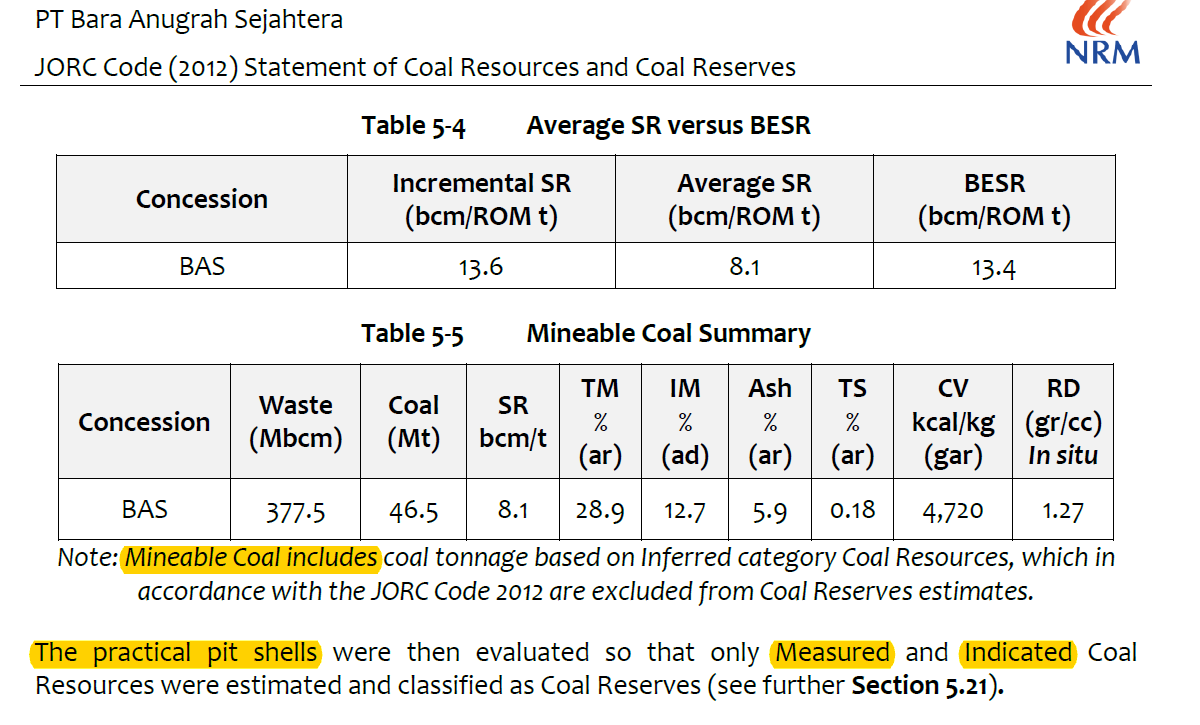 PT Bara Anugrah Sejahtera
NRM
JORC Code (2012) Statement of Coal Resources and Coal Reserves
Table 5-4 Average SR versus BESR
Concession Incremental SR (bcm/ROM t) Average SR (bcm/ROM t) BESR (bcm/ROM t)
BAS 13.6 8.1 13.4
Table 5-5 Mineable Coal Summary
Concession Waste (Mbcm) Coal (Mt) SR bcm/t TM % (ar) IM % (ad) Ash % (ar) TS % (ar) CV kcal/kg (gar) RD (gr/cc) In situ
BAS 377.5 46.5 8.1 28.9 12.7 5.9 0.18 4,720 1.27
Note: Mineable Coal includes coal tonnage based on Inferred category Coal Resources, which in
accordance with the JORC Code 2012 are excluded from Coal Reserves estimates.
The practical pit shells were then evaluated so that only Measured and Indicated Coal
Resources were estimated and classified as Coal Reserves (see further Section 5.21).